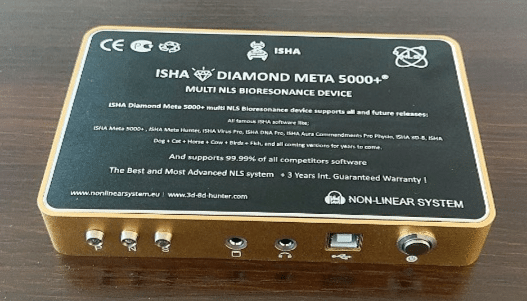 CE
ISHA
ISHA DIAMOND META 5000+®
MULTI NLS BIORESONANCE DEVICE
ISHA Diamond Meta 5000+ multi NLS Bioresonance device supports all and future releases:
All famous ISHA software like:
ISHA Meta 5000+, ISHA Meta Hunter, ISHA Virus Pro, ISHA DNA Pro, ISHA Aura Commandments Pro Physio, ISHA
Dog + Cat + Horse + Cow + Birds + Fish, and all coming versions for years to come.
And supports 99.99% of all competitors software
The Best and Most Advanced NLS system + 3 Years Int. Guaranteed Warranty !
www.nonlinearsystem.eu | www.3d-8d-hunter.com
NON-LINEAR SYSTEM